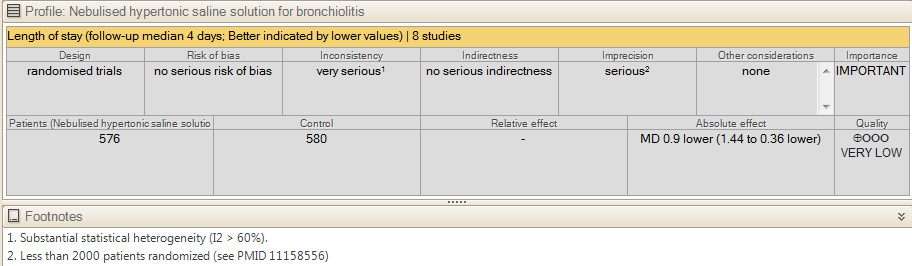 Profile: Nebulised hypertonic saline solution for bronchiolitis
Length of stay (follow-up median 4 days; Better indicated by lower values) | 8 studies
Design Risk of bias Inconsistency Indirectness Imprecision Other considerations Importance
randomised trials no serious risk of bias very serious¹ no serious indirectness serious² none IMPORTANT
Patients (Nebulised hypertonic saline solutio Control Relative effect Absolute effect Quality
576 580 - MD 0.9 lower (1.44 to 0.36 lower) ⊕OOO
VERY LOW
Footnotes
1. Substantial statistical heterogeneity (I2 > 60%).
2. Less than 2000 patients randomized (see PMID 11158556)